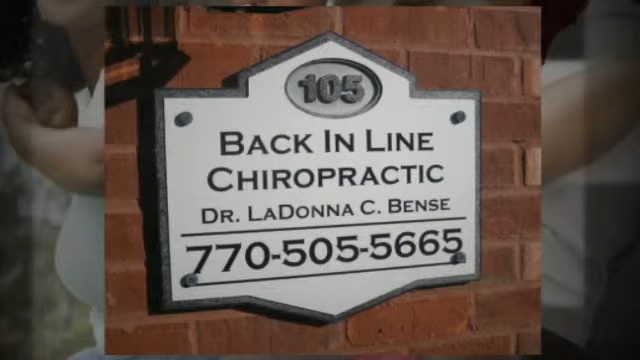 105
BACK IN LINE
CHIROPRACTIC
DR. LADONNA C. BENSE
770-505-5665